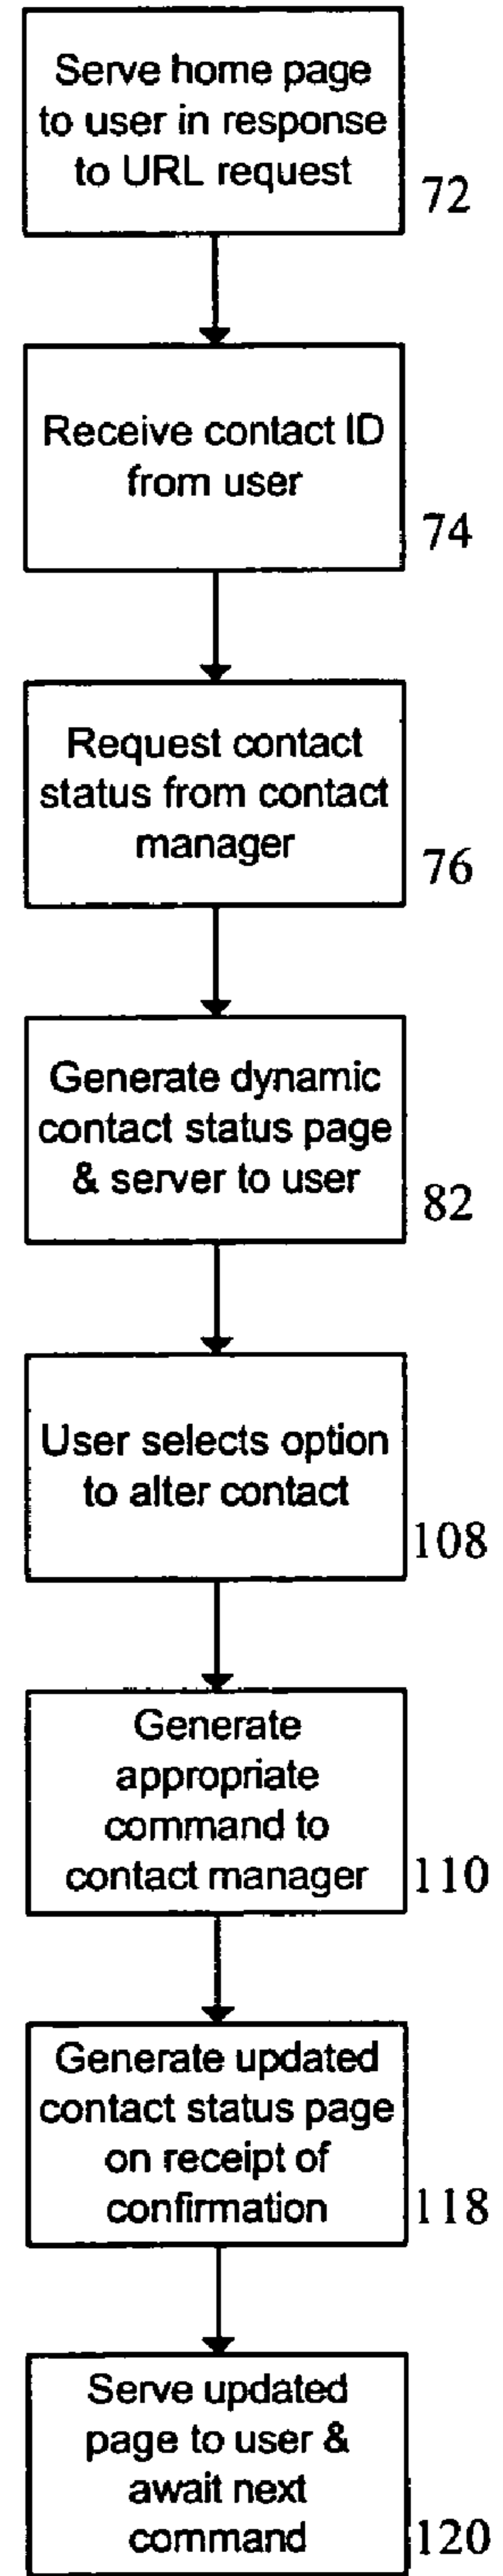 Serve home page
to user in response
to URL request
72
Receive contact ID
from user
74
Request contact
status from contact
manager
76
Generate dynamic
contact status page
& server to user
82
User selects option
to alter contact
108
Generate
appropriate
command to
contact manager
110
Generate updated
contact status page
on receipt of
confirmation
118
Serve updated
page to user &
await next
command
120